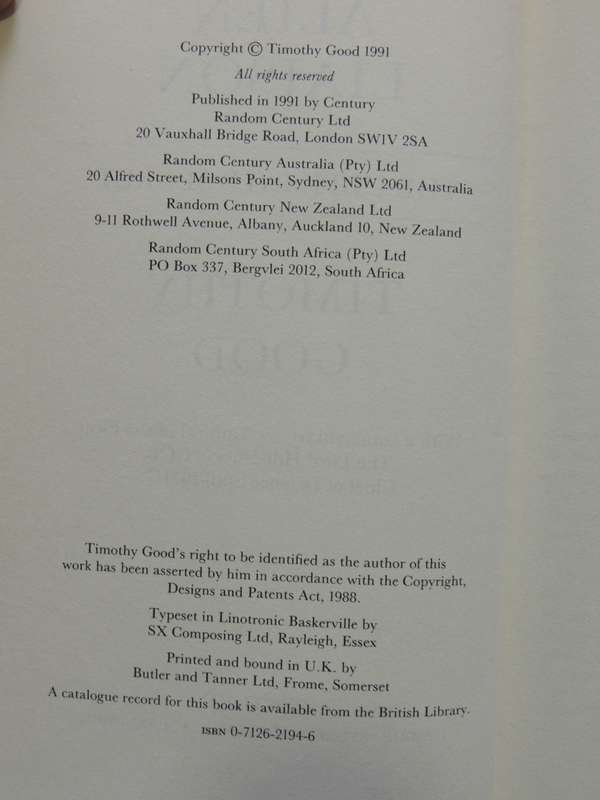 Copyright © Timothy Good 1991
All rights reserved
Published in 1991 by Century
Random Century Ltd
20 Vauxhall Bridge Road, London SW1V 2SA
Random Century Australia (Pty) Ltd
20 Alfred Street, Milsons Point, Sydney, NSW 2061, Australia
Random Century New Zealand Ltd
9-11 Rothwell Avenue, Albany, Auckland 10, New Zealand
Random Century South Africa (Pty) Ltd
PO Box 337, Bergvlei 2012, South Africa
TIMOTHY
GOOD
Timothy Good's right to be identified as the author of this
work has been asserted by him in accordance with the Copyright,
Designs and Patents Act, 1988.
Typeset in Linotronic Baskerville by
SX Composing Ltd, Rayleigh, Essex
Printed and bound in U.K. by
Butler and Tanner Ltd, Frome, Somerset
A catalogue record for this book is available from the British Library.
ISBN 0-7126-2194-6